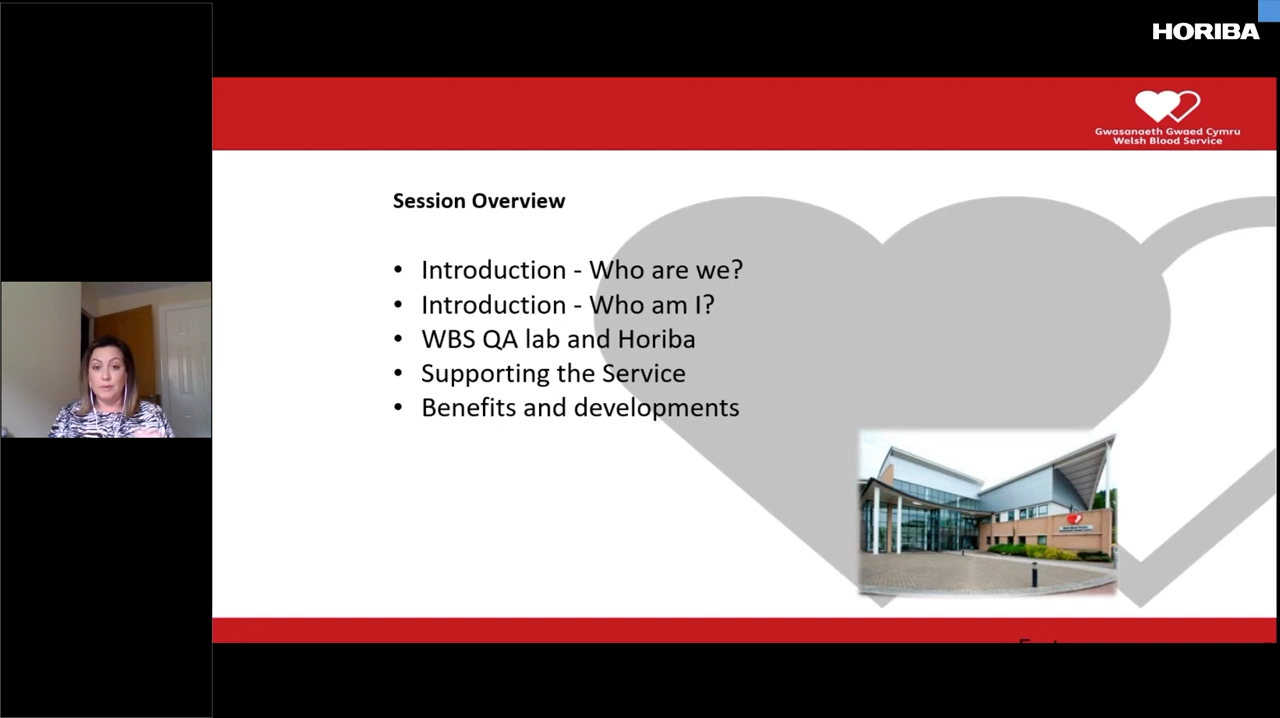 HORIBA
Gwasanaeth Gwaed Cymru
Welsh Blood Service
Session Overview
• Introduction - Who are we?
• Introduction - Who am I?
• WBS QA lab and Horiba
• Supporting the Service
• Benefits and developments